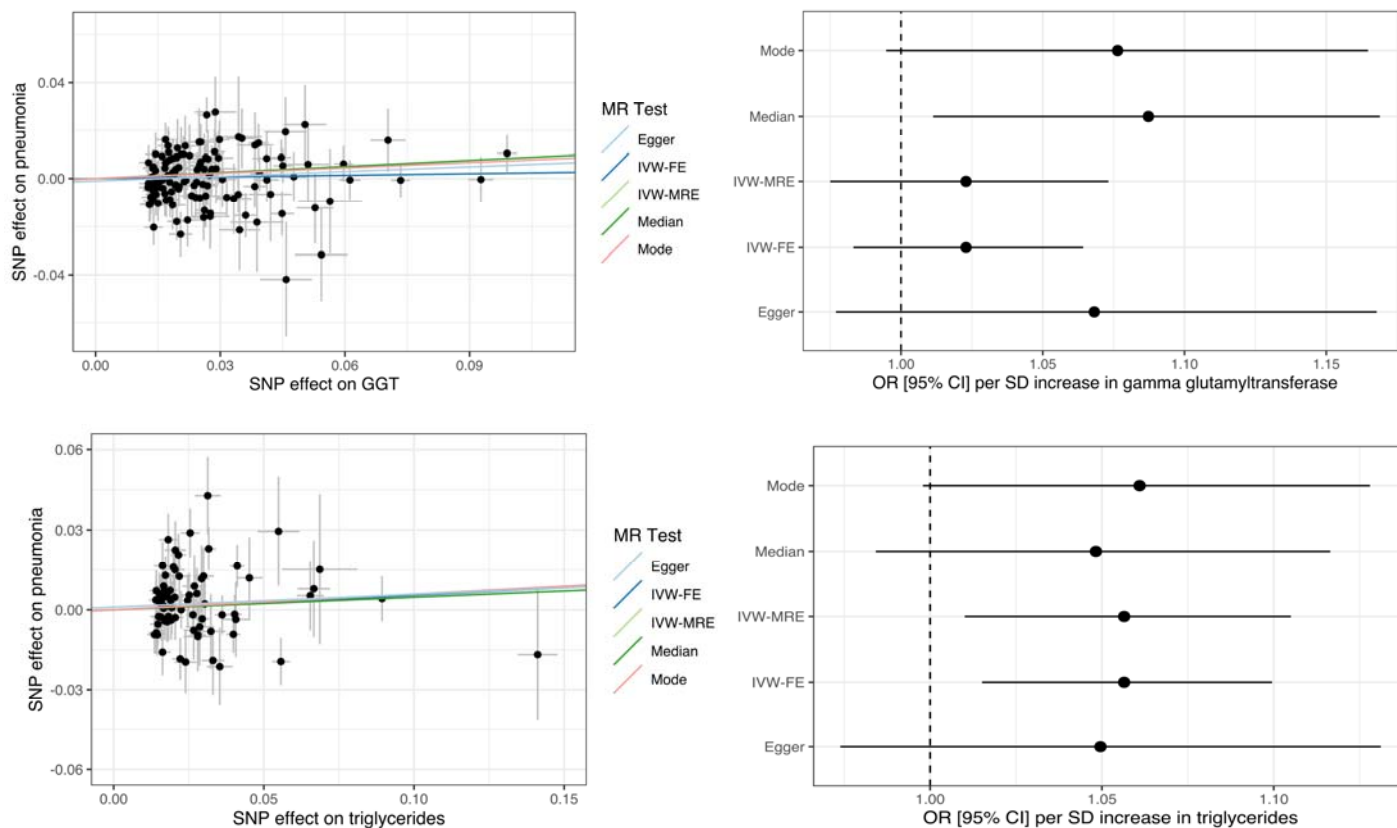 0.04
0.00
-0.04
SNP effect on pneumonia
0.00
0.03
0.06
0.09
SNP effect on GGT
MR Test
Egger
IVW-FE
IVW-MRE
Median
Mode
Mode
Median
IVW-MRE
IVW-FE
Egger
1.00
1.05
1.10
1.15
OR [95% CI] per SD increase in gamma glutamyltransferase
0.06
0.03
0.00
-0.03
-0.06
SNP effect on pneumonia
0.00
0.05
0.10
0.15
SNP effect on triglycerides
MR Test
Egger
IVW-FE
IVW-MRE
Median
Mode
Mode
Median
IVW-MRE
IVW-FE
Egger
1.00
1.05
1.10
OR [95% CI] per SD increase in triglycerides